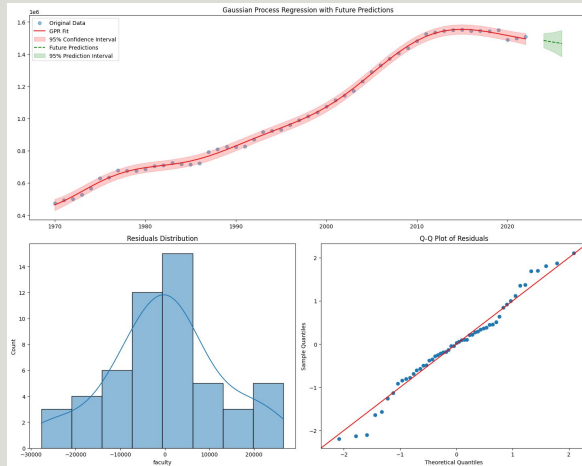 Gaussian Process Regression with Future Predictions
1e6
Original Data
GPR Fit
95% Confidence Interval
Future Predictions
95% Prediction Interval
1.6
1.4
1.2
1.0
0.8
0.6
0.4
1970 1980 1990 2000 2010 2020
Residuals Distribution
Count
14
12
10
8
6
4
2
0
−30000 −20000 −10000 0 10000 20000
faculty
Q-Q Plot of Residuals
Sample Quantiles
2
1
0
−1
−2
−2 −1 0 1 2
Theoretical Quantiles